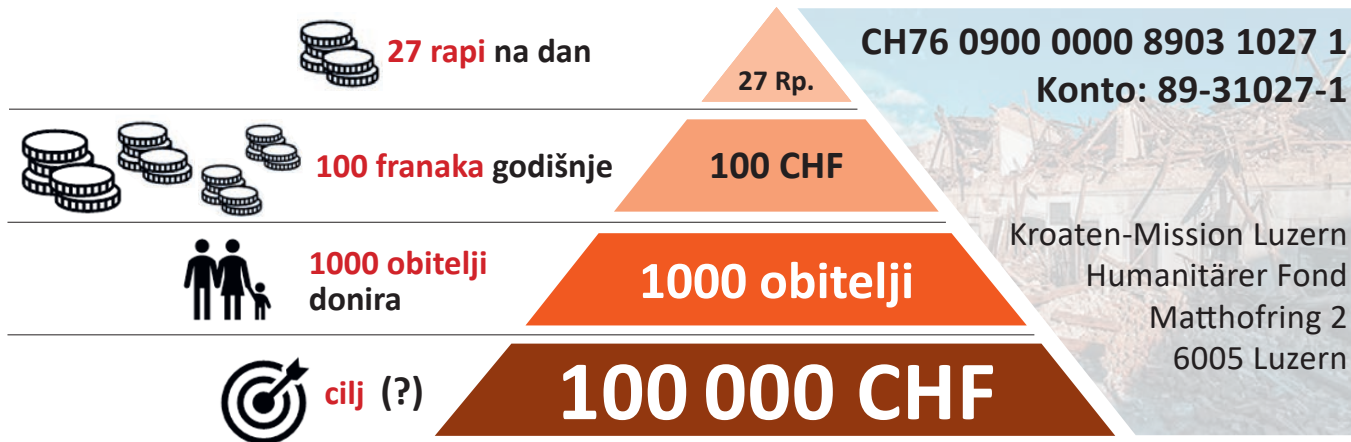 27 rapi na dan
27 Rp.
100 franaka godišnje
100 CHF
1000 obitelji
donira
1000 obitelji
cilj (?)
100 000 CHF
CH76 0900 0000 8903 1027 1
Konto: 89-31027-1
Kroaten-Mission Luzern
Humanitärer Fond
Matthofring 2
6005 Luzern